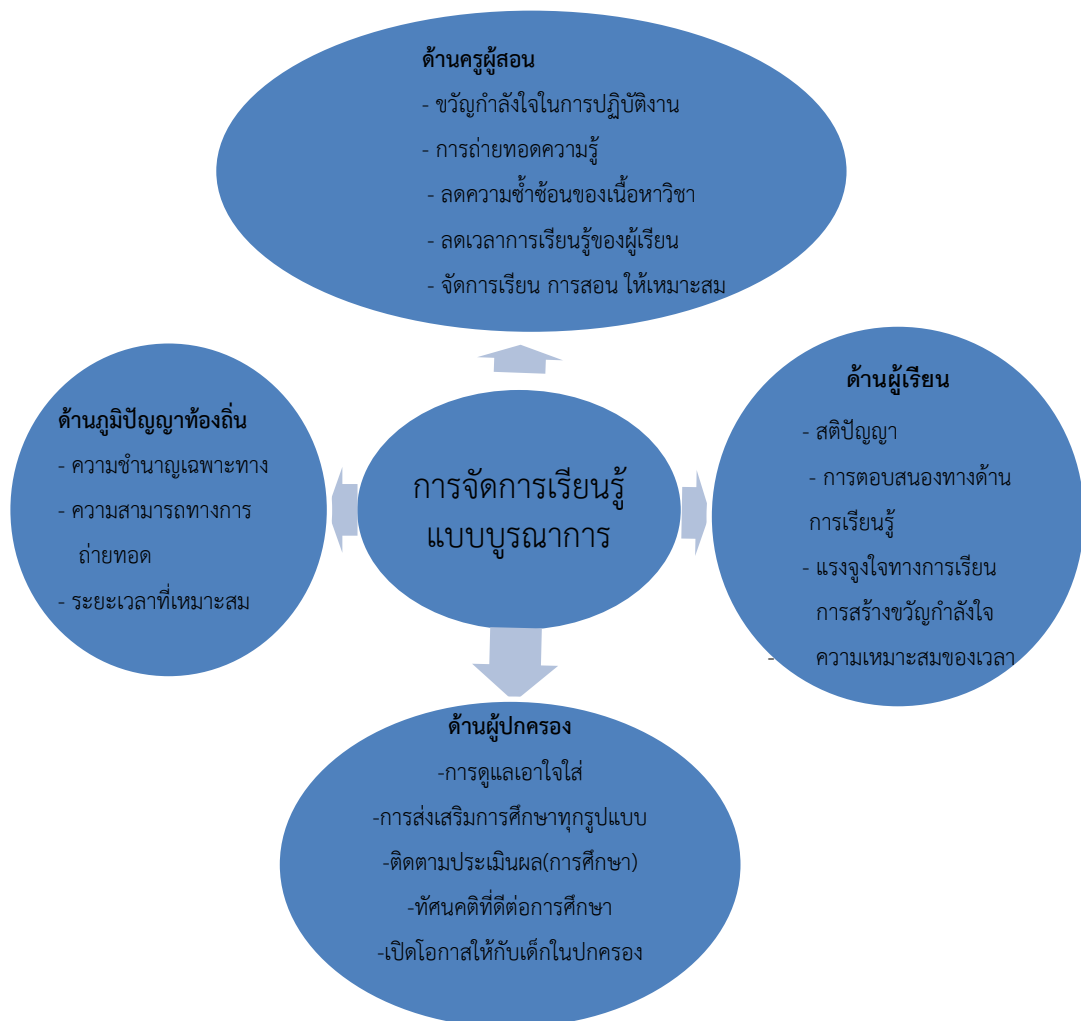 ด้านครูผู้สอน
- ขวัญกำลังใจในการปฏิบัติงาน
- การถ่ายทอดความรู้
- ลดความซ้ำซ้อนของเนื้อหาวิชา
- ลดเวลาการเรียนรู้ของผู้เรียน
- จัดการเรียน การสอน ให้เหมาะสม
ด้านภูมิปัญญาท้องถิ่น
- ความชำนาญเฉพาะทาง
- ความสามารถทางการ
ถ่ายทอด
- ระยะเวลาที่เหมาะสม
การจัดการเรียนรู้
แบบบูรณาการ
ด้านผู้เรียน
- สติปัญญา
- การตอบสนองทางด้าน
การเรียนรู้
- แรงจูงใจทางการเรียน
การสร้างขวัญกำลังใจ
- ความเหมาะสมของเวลา
ด้านผู้ปกครอง
-การดูแลเอาใจใส่
-การส่งเสริมการศึกษาทุกรูปแบบ
-ติดตามประเมินผล(การศึกษา)
-ทัศนคติที่ดีต่อการศึกษา
-เปิดโอกาสให้กับเด็กในปกครอง